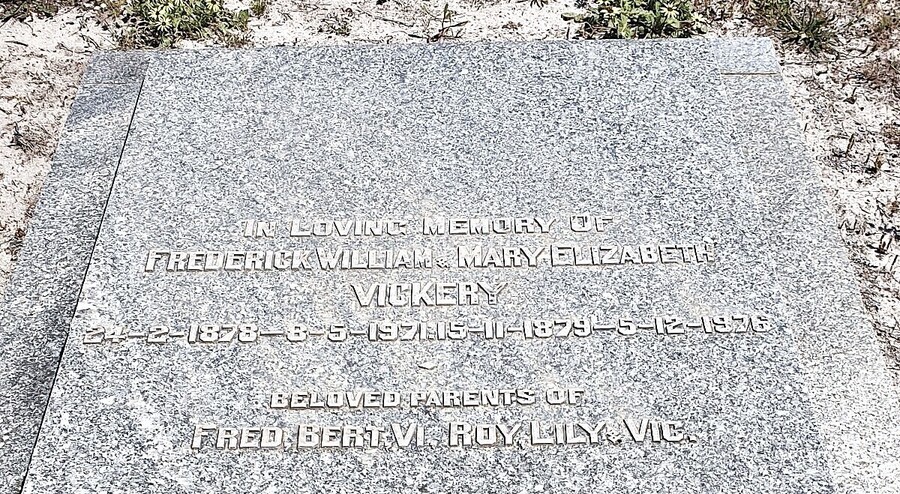 IN LOVING MEMORY OF
FREDERICK WILLIAM & MARY ELIZABETH
VICKERY
24-2-1878-8-5-1971. 15-11-1879-5-12-1976
BELOVED PARENTS OF
FRED, BERT, VI, ROY, LILY & VIC.